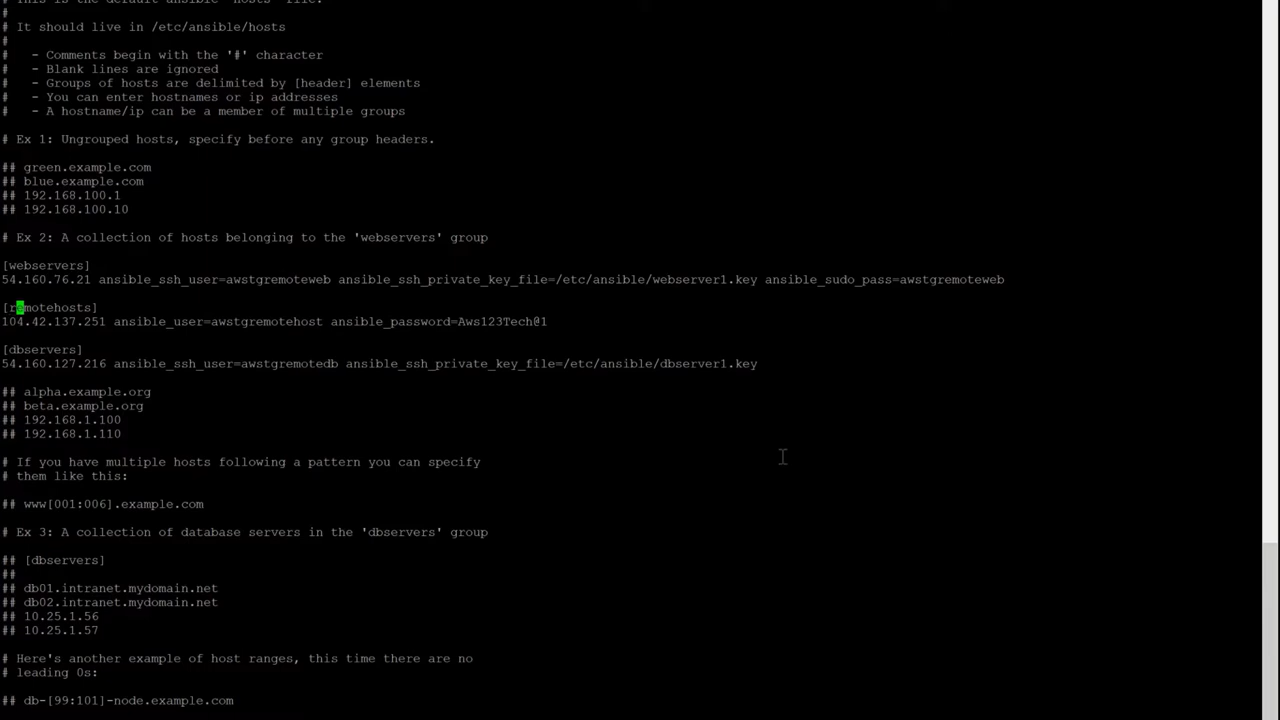 # This is the default ansible 'hosts' file.
#
# It should live in /etc/ansible/hosts
#
#   - Comments begin with the '#' character
#   - Blank lines are ignored
#   - Groups of hosts are delimited by [header] elements
#   - You can enter hostnames or ip addresses
#   - A hostname/ip can be a member of multiple groups
# Ex 1: Ungrouped hosts, specify before any group headers.
## green.example.com
## blue.example.com
## 192.168.100.1
## 192.168.100.10
# Ex 2: A collection of hosts belonging to the 'webservers' group
[webservers]
54.160.76.21 ansible_ssh_user=awstgremoteweb ansible_ssh_private_key_file=/etc/ansible/webserver1.key ansible_sudo_pass=awstgremoteweb
[remotehosts]
104.42.137.251 ansible_user=awstgremotehost ansible_password=Aws123Tech@1
[dbservers]
54.160.127.216 ansible_ssh_user=awstgremotedb ansible_ssh_private_key_file=/etc/ansible/dbserver1.key
## alpha.example.org
## beta.example.org
## 192.168.1.100
## 192.168.1.110
# If you have multiple hosts following a pattern you can specify
# them like this:
## www[001:006].example.com
# Ex 3: A collection of database servers in the 'dbservers' group
## [dbservers]
##
## db01.intranet.mydomain.net
## db02.intranet.mydomain.net
## 10.25.1.56
## 10.25.1.57
# Here's another example of host ranges, this time there are no
# leading 0s:
## db-[99:101]-node.example.com